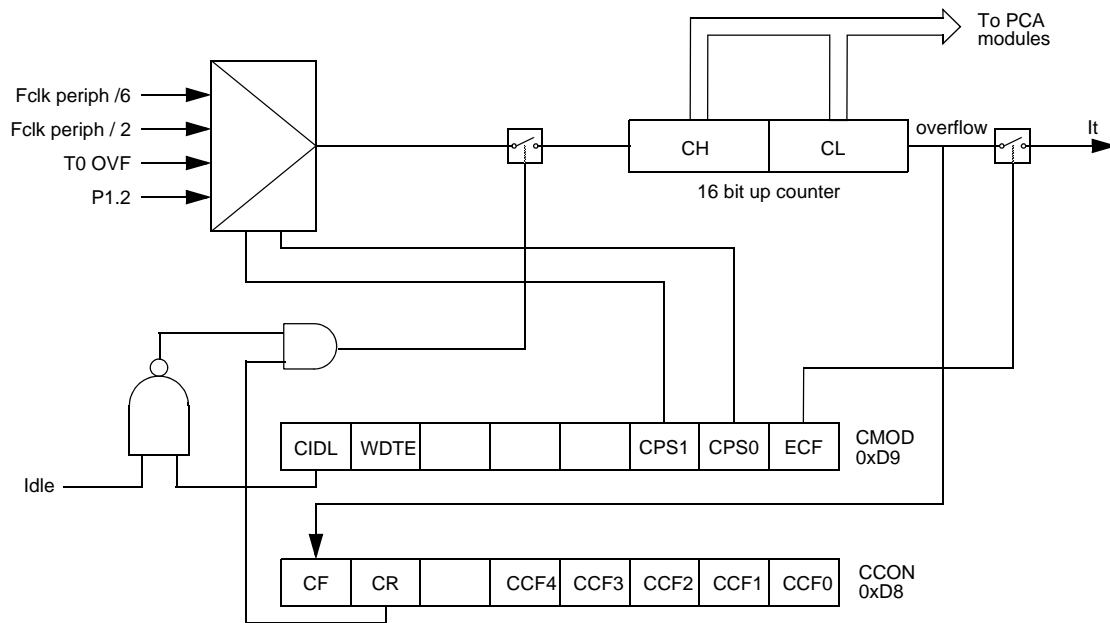 To PCA
modules
Fclk periph /6
Fclk periph / 2
T0 OVF
P1.2
CH
CL
overflow
It
16 bit up counter
CIDL
WDTE
CPS1
CPS0
ECF
CMOD
0xD9
Idle
CF
CR
CCF4
CCF3
CCF2
CCF1
CCF0
CCON
0xD8